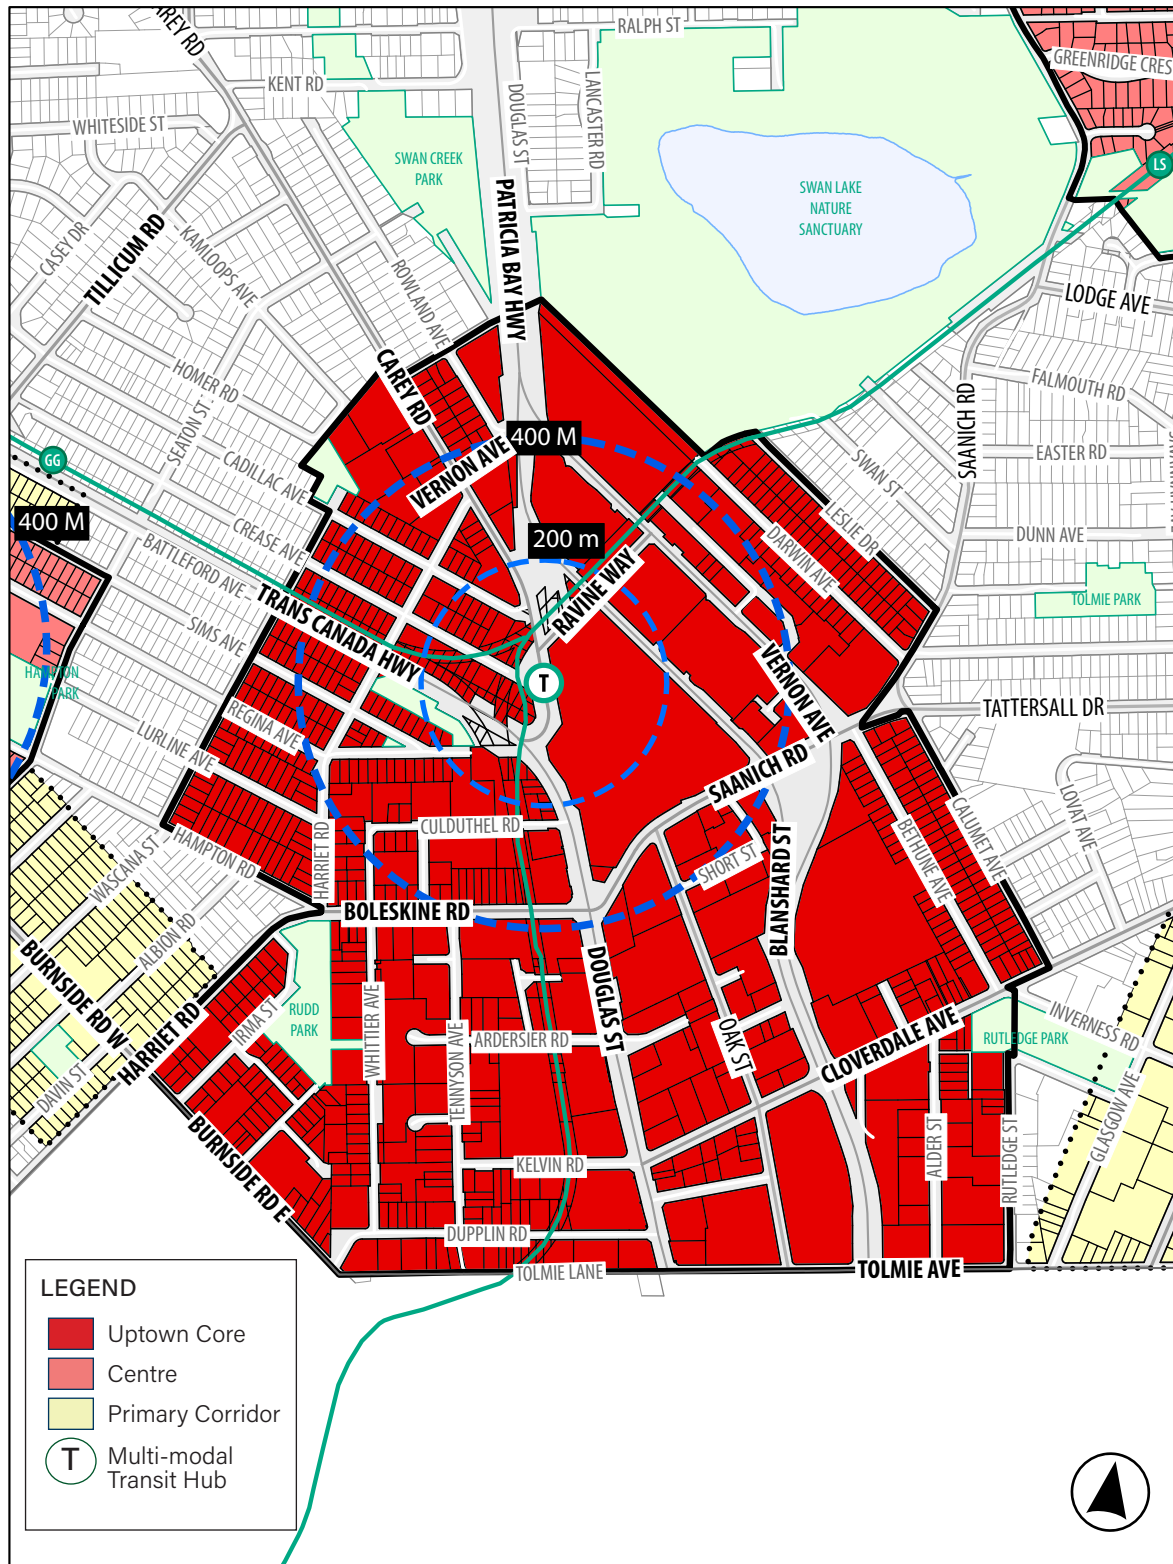 RALPH ST
CAREY RD
GREENRIDGE CRES
KENT RD
DOUGLAS ST
LANCASTER RD
WHITESIDE ST
SWAN CREEK
PARK
LS
SWAN LAKE
NATURE
SANCTUARY
PATRICIA BAY HWY
CASEY DR
TILLICUM RD
KAMLOOPS AVE
ROWLAND AVE
LODGE AVE
HOMER RD
CAREY RD
FALMOUTH RD
SAANICH RD
SEATON ST
400 M
VERNON AVE
EASTER RD
GG
CADILLAC AVE
SWAN ST
400 M
CREASE AVE
200 m
LESLIE DR
DUNN AVE
BATTLEFORD AVE
DARWIN AVE
RAVINE WAY
TRANS CANADA HWY
TOLMIE PARK
SIMS AVE
HAMPTON
PARK
T
VERNON AVE
TATTERSALL DR
REGINA AVE
LURLINE AVE
SAANICH RD
CULDUTHEL RD
LOVAT AVE
CALUMET AVE
BETHUNE AVE
HAMPTON RD
HARRIET RD
SHORT ST
WASCANA ST
BLANSHARD ST
BOLESKINE RD
ALBION RD
BURNSIDE RD W
DOUGLAS ST
HARRIET RD
IRMA ST
RUDD
PARK
WHITTIER AVE
TENNYSON AVE
ARDERSIER RD
OAK ST
CLOVERDALE AVE
RUTLEDGE PARK
INVERNESS RD
DAVIN ST
GLASGOW AVE
BURNSIDE RD E
KELVIN RD
ALDER ST
RUTLEDGE ST
DUPPLIN RD
TOLMIE LANE
TOLMIE AVE
LEGEND
Uptown Core
Centre
Primary Corridor
T
Multi-modal
Transit Hub